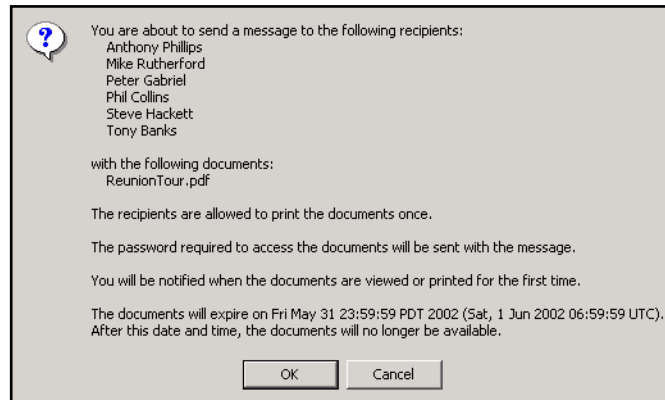 You are about to send a message to the following recipients:
Anthony Phillips
Mike Rutherford
Peter Gabriel
Phil Collins
Steve Hackett
Tony Banks
with the following documents:
ReunionTour.pdf
The recipients are allowed to print the documents once.
The password required to access the documents will be sent with the message.
You will be notified when the documents are viewed or printed for the first time.
The documents will expire on Fri May 31 23:59:59 PDT 2002 (Sat, 1 Jun 2002 06:59:59 UTC).
After this date and time, the documents will no longer be available.
OK Cancel